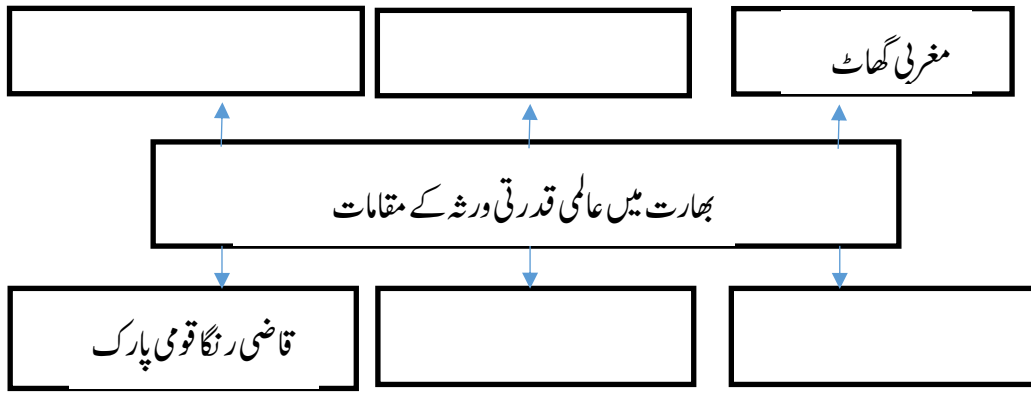 مغربی گھاٹ
بھارت میں عالمی قدرتی ورثہ کے مقامات
قاضی رنگا قومی پارک